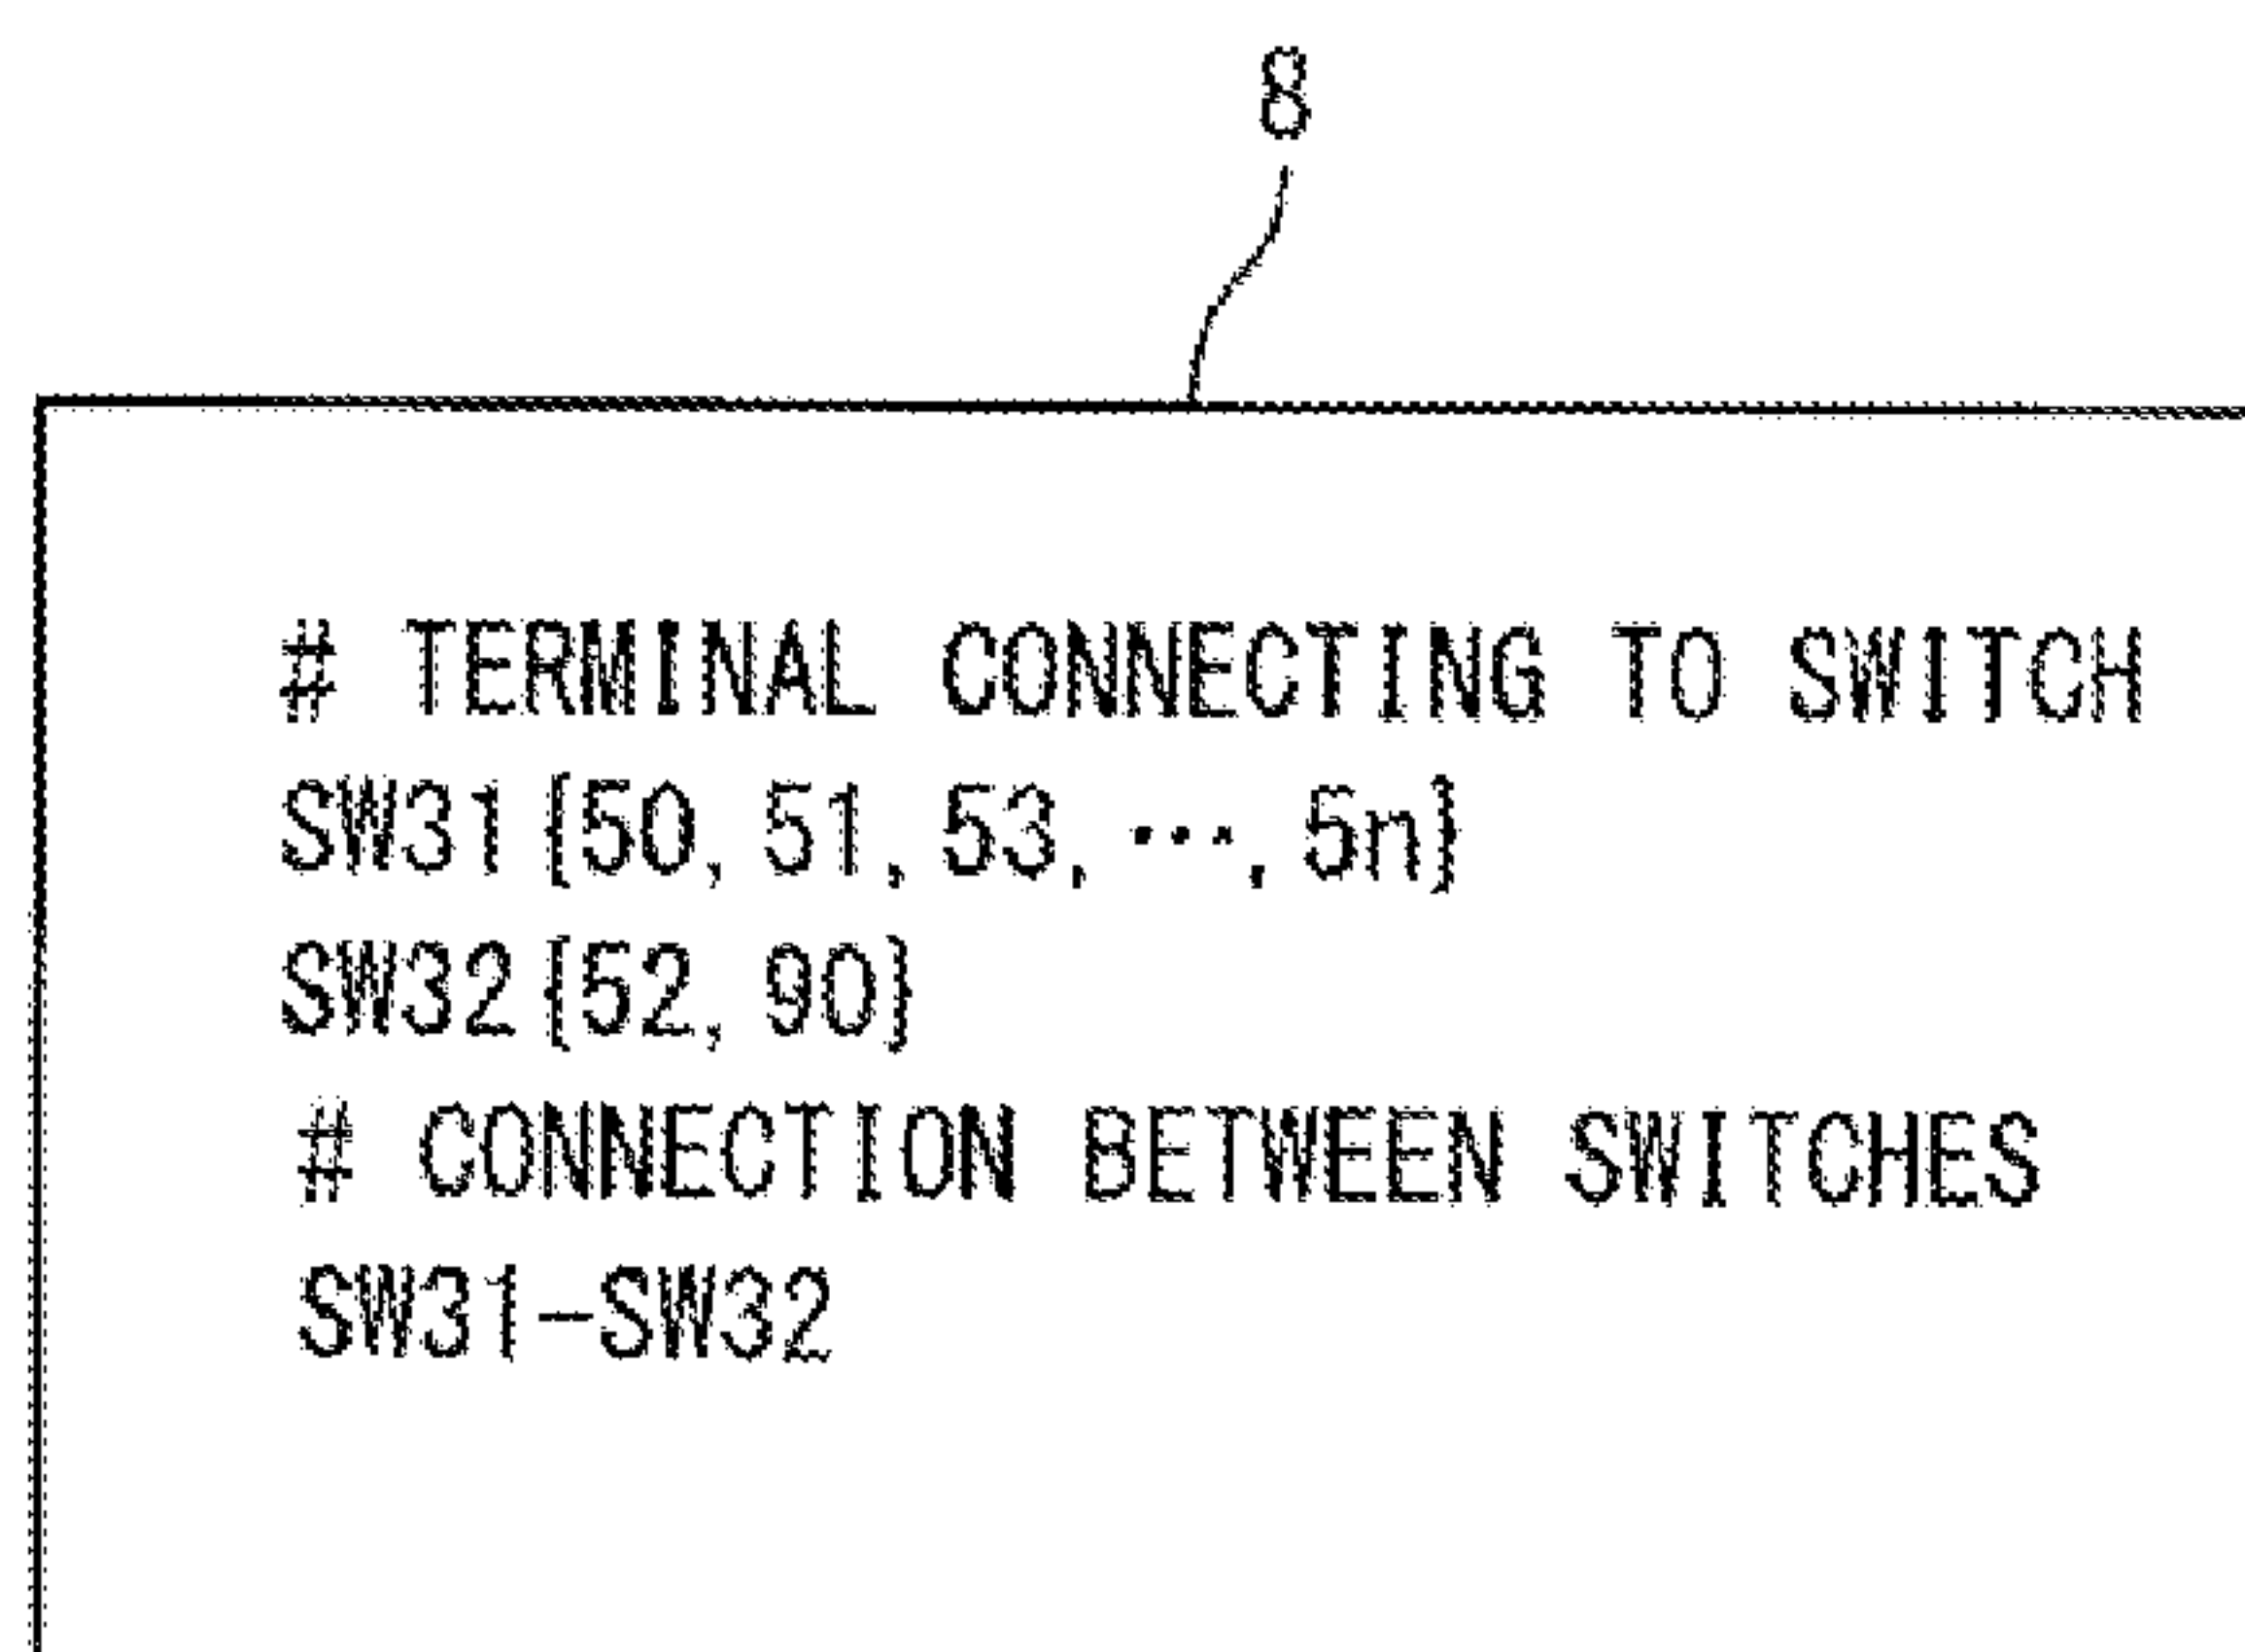 8
# TERMINAL CONNECTING TO SWITCH
SW31{50,51,53,···,5n}
SW32{52,90}
# CONNECTION BETWEEN SWITCHES
SW31-SW32